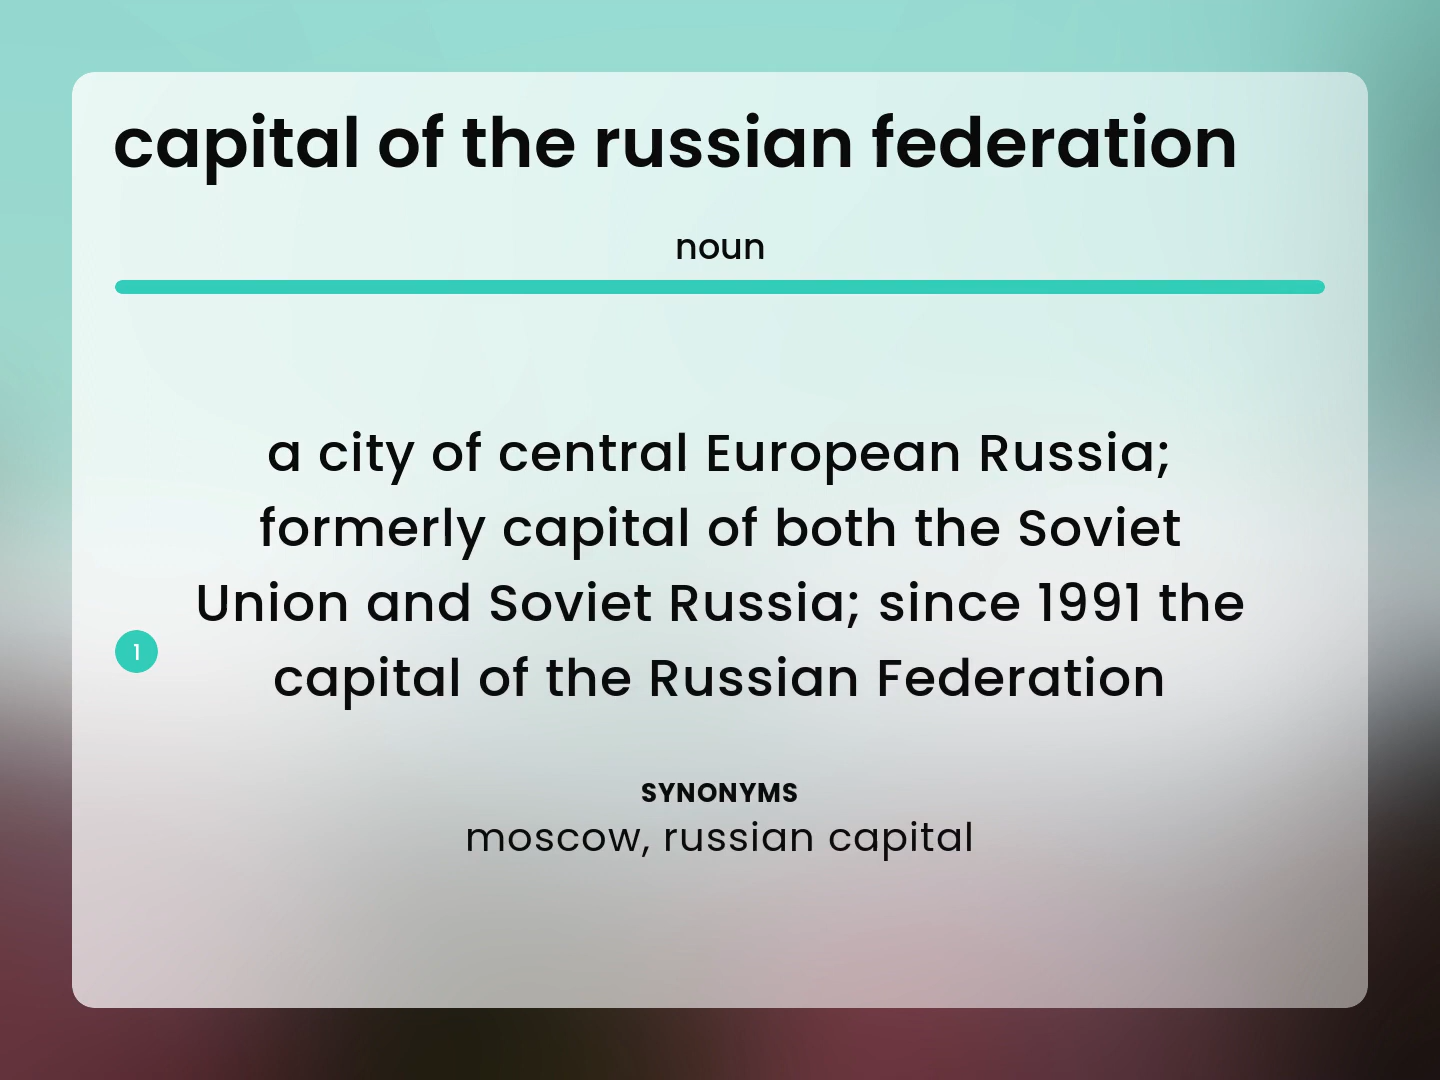 capital of the russian federation
noun
a city of central European Russia;
formerly capital of both the Soviet
Union and Soviet Russia; since 1991 the
1
capital of the Russian Federation
SYNONYMS
moscow, russian capital